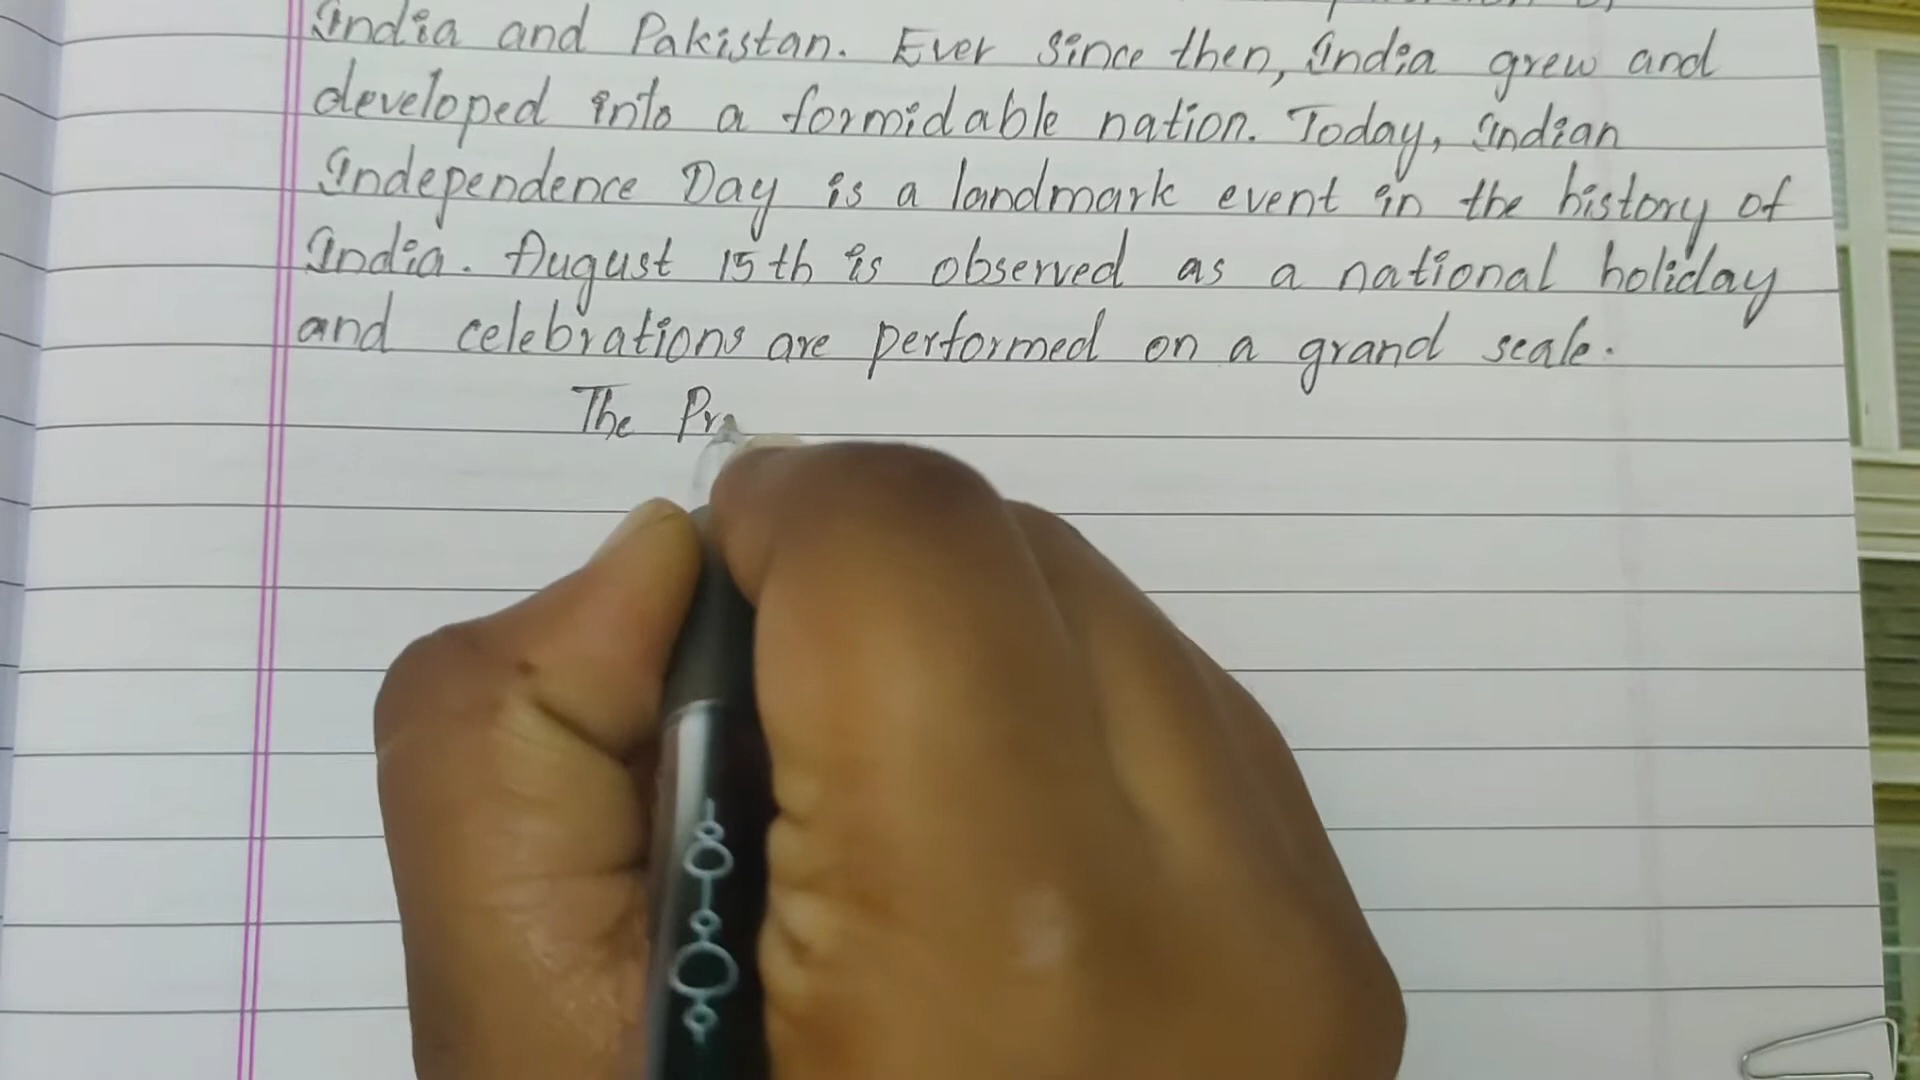 India and Pakistan. Ever since then, India grew and
developed into a formidable nation. Today, Indian
Independence Day is a landmark event in the history of
India. August 15th is observed as a national holiday
and celebrations are performed on a grand scale.
The Pr